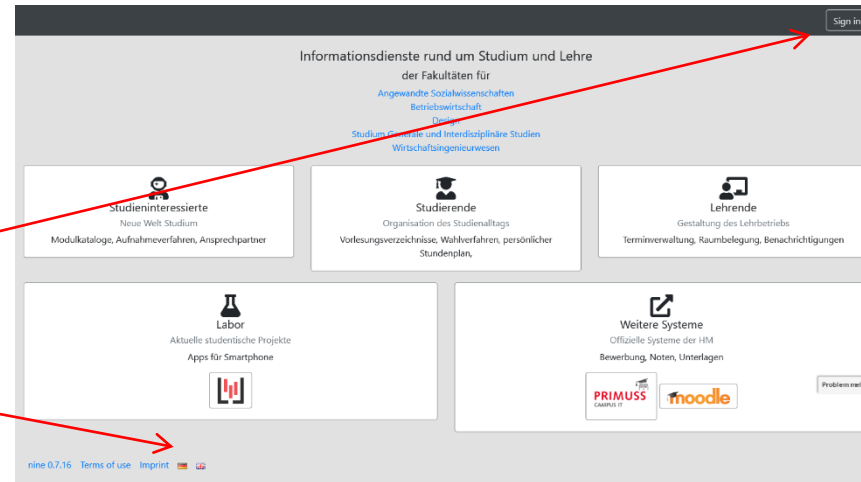 Sign in
Informationsdienste rund um Studium und Lehre
der Fakultäten für
Angewandte Sozialwissenschaften
Betriebswirtschaft
Design
Studium Generale und Interdisziplinäre Studien
Wirtschaftsingenieurwesen
Studieninteressierte
Neue Welt Studium
Modulkataloge, Aufnahmeverfahren, Ansprechpartner
Studierende
Organisation des Studienalltags
Vorlesungsverzeichnisse, Wahlverfahren, persönlicher
Stundenplan,
Lehrende
Gestaltung des Lehrbetriebs
Terminverwaltung, Raumbelegung, Benachrichtigungen
Labor
Aktuelle studentische Projekte
Apps für Smartphone
Weitere Systeme
Offizielle Systeme der HM
Bewerbung, Noten, Unterlagen
PRIMUSS
CAMPUS IT
moodle
Problem
nine 0.7.16 Terms of use Imprint